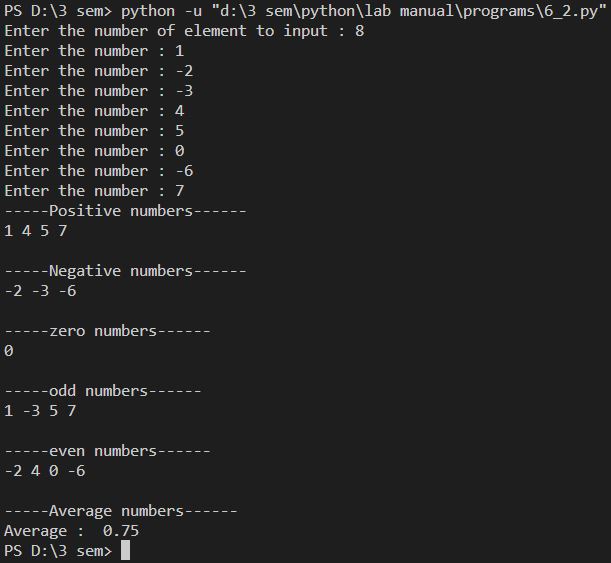 PS D:\3 sem> python -u "d:\3 sem\python\lab manual\programs\6_2.py"
Enter the number of element to input : 8
Enter the number : 1
Enter the number : -2
Enter the number : -3
Enter the number : 4
Enter the number : 5
Enter the number : 0
Enter the number : -6
Enter the number : 7
-----Positive numbers------
1 4 5 7
-----Negative numbers------
-2 -3 -6
-----zero numbers------
0
-----odd numbers------
1 -3 5 7
-----even numbers------
-2 4 0 -6
-----Average numbers------
Average :  0.75
PS D:\3 sem>